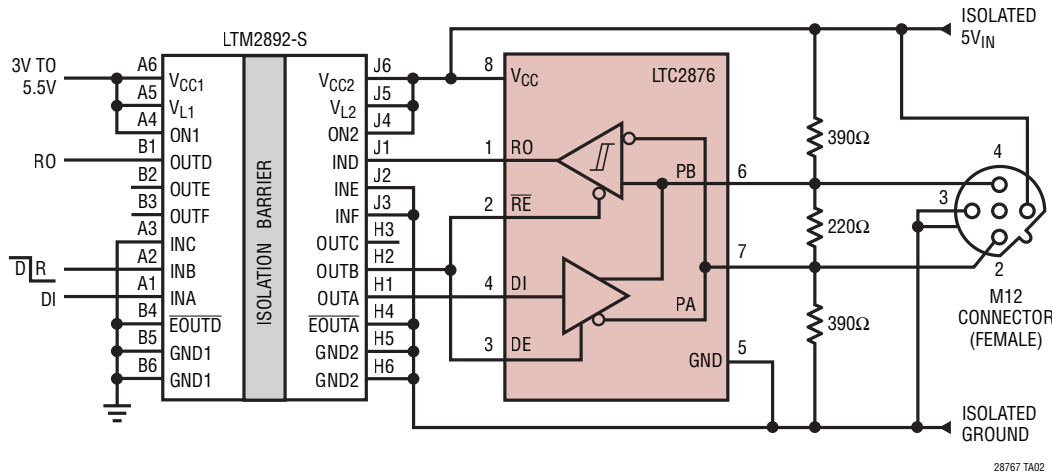 LTM2892-S
3V TO
5.5V
A6
A5
A4
B1
B2
B3
A3
A2
A1
B4
B5
B6
RO
D R
DI
VCC1
VL1
ON1
OUTD
OUTE
OUTF
INC
INB
INA
EOUTD
GND1
GND1
ISOLATION BARRIER
VCC2
VL2
ON2
IND
INE
INF
OUTC
OUTB
OUTA
EOUTA
GND2
GND2
J6
J5
J4
J1
J2
J3
H3
H2
H1
H4
H5
H6
8
1
2
4
3
LTC2876
VCC
RO
RE
DI
DE
PB
PA
GND
6
7
5
390Ω
220Ω
390Ω
ISOLATED
5VIN
4
3
2
M12
CONNECTOR
(FEMALE)
ISOLATED
GROUND
28767 TA02